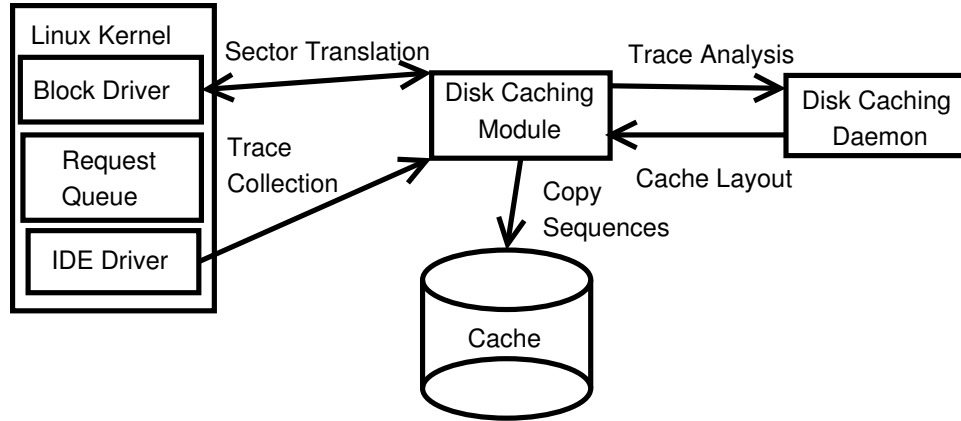 Linux Kernel
Block Driver
Request
Queue
IDE Driver
Sector Translation
Trace
Collection
Disk Caching
Module
Copy
Sequences
Cache
Trace Analysis
Cache Layout
Disk Caching
Daemon